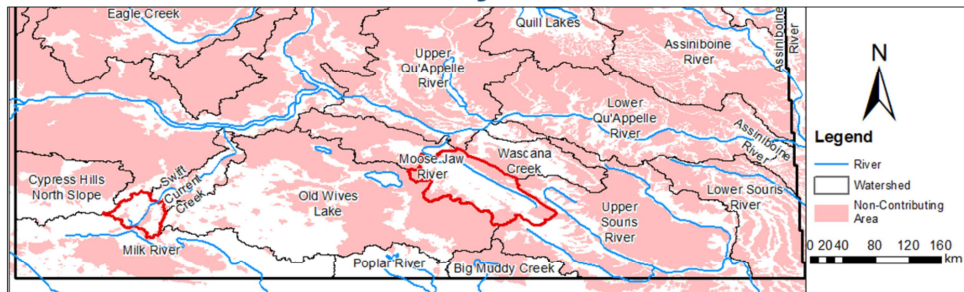 Eagle Creek
Quill Lakes
Assiniboine
River
Assiniboine
River
Upper
Qu'Appelle
River
Lower
Qu'Appelle
River
Assiniboine
River
Moose Jaw
River
Wascana
Creek
Cypress Hills
North Slope
Swift
Current
Creek
Old Wives
Lake
Upper
Souris
River
Lower Souris
River
Milk River
Poplar River
Big Muddy Creek
N
Legend
River
Watershed
Non-Contributing
Area
0 20 40 80 120 160
km